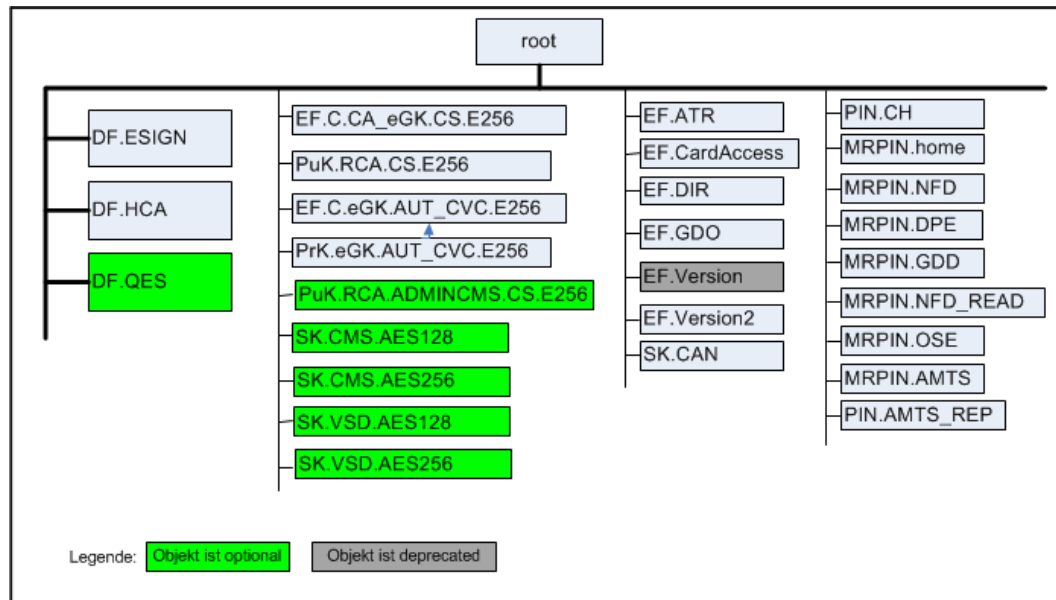 root
DF.ESIGN
DF.HCA
DF.QES
EF.C.CA_eGK.CS.E256
PuK.RCA.CS.E256
EF.C.eGK.AUT_CVC.E256
PrK.eGK.AUT_CVC.E256
PuK.RCA.ADMINCMS.CS.E256
SK.CMS.AES128
SK.CMS.AES256
SK.VSD.AES128
SK.VSD.AES256
EF.ATR
EF.CardAccess
EF.DIR
EF.GDO
EF.Version
EF.Version2
SK.CAN
PIN.CH
MRPIN.home
MRPIN.NFD
MRPIN.DPE
MRPIN.GDD
MRPIN.NFD_READ
MRPIN.OSE
MRPIN.AMTS
PIN.AMTS_REP
Legende: Objekt ist optional Objekt ist deprecated